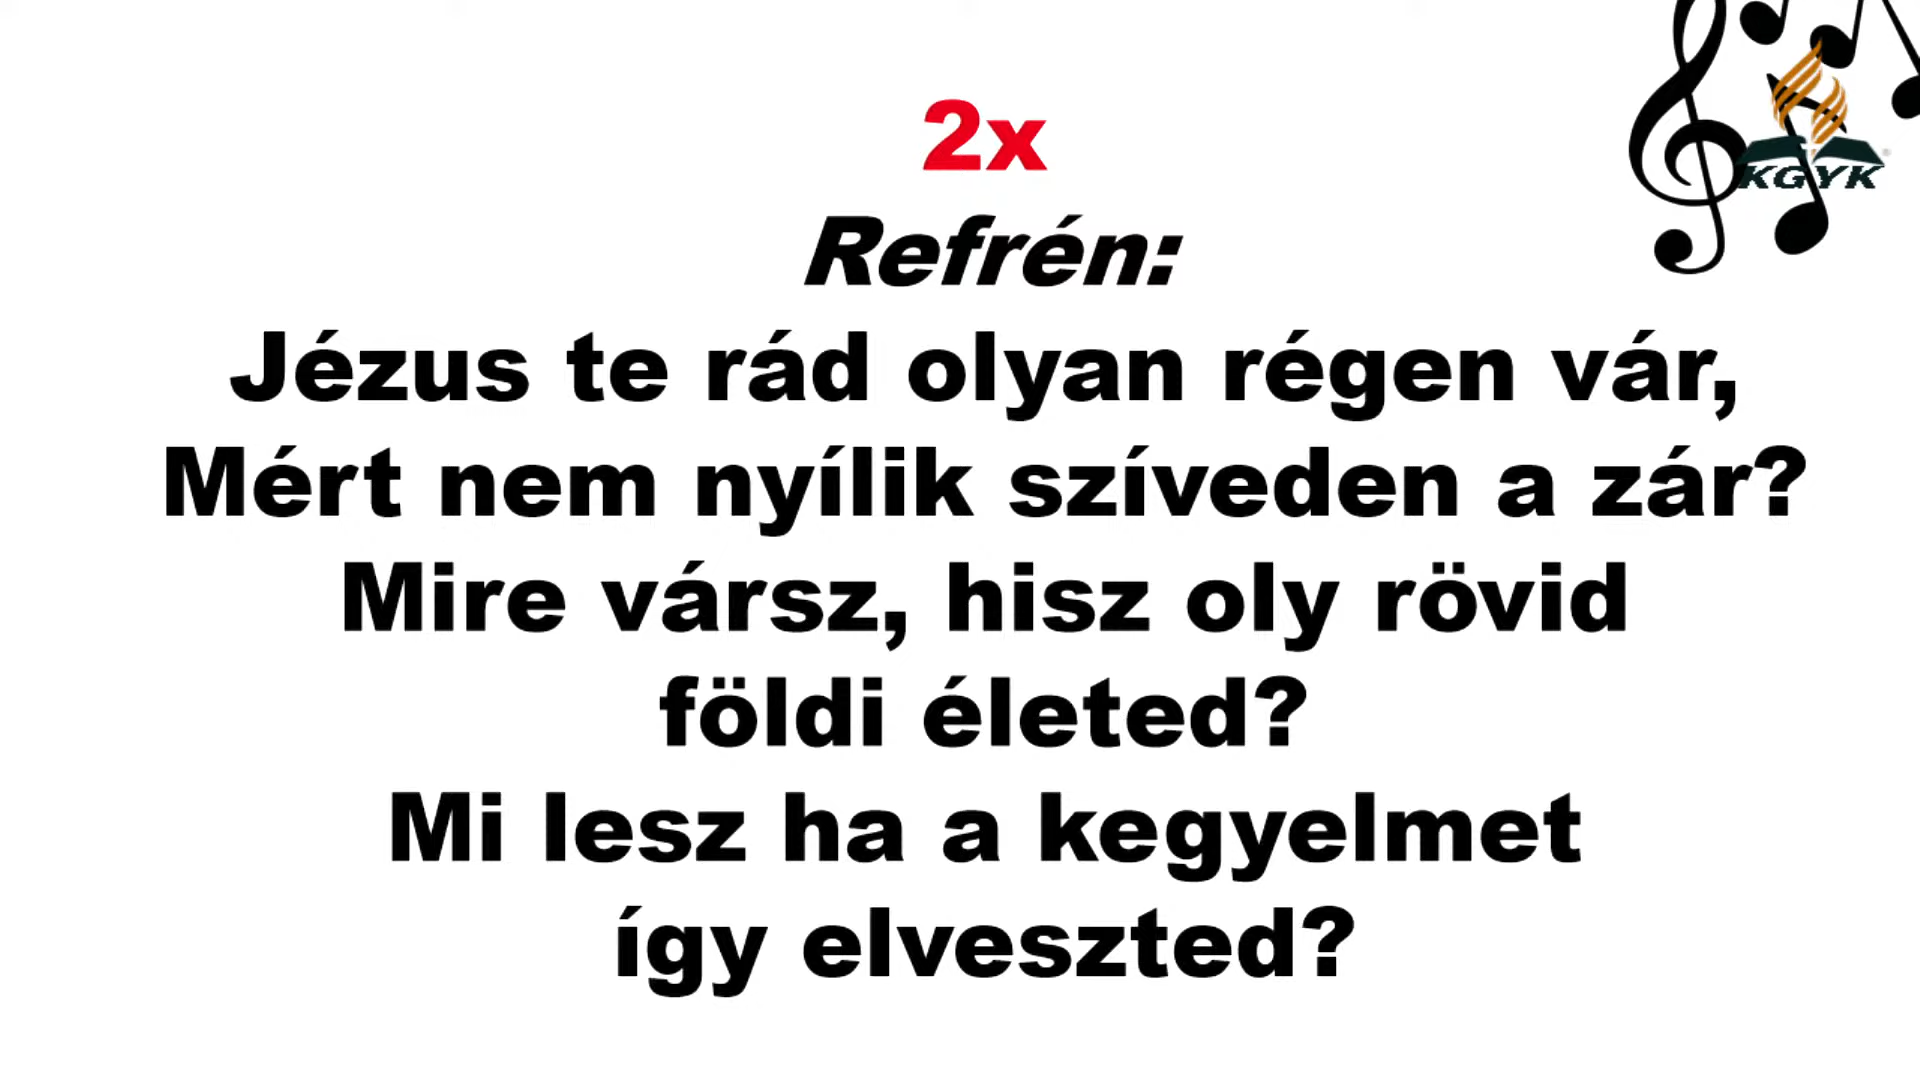 2x
Refrén:
Jézus te rád olyan régen vár,
Mért nem nyílik szíveden a zár?
Mire vársz, hisz oly rövid
földi életed?
Mi lesz ha a kegyelmet
így elveszted?
KGYK